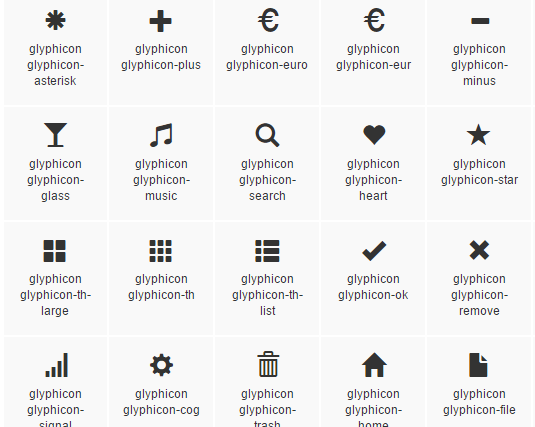 glyphicon
glyphicon-
asterisk
glyphicon
glyphicon-plus
glyphicon
glyphicon-euro
glyphicon
glyphicon-eur
glyphicon
glyphicon-
minus
glyphicon
glyphicon-
glass
glyphicon
glyphicon-
music
glyphicon
glyphicon-
search
glyphicon
glyphicon-
heart
glyphicon
glyphicon-star
glyphicon
glyphicon-th-
large
glyphicon
glyphicon-th
glyphicon
glyphicon-th-
list
glyphicon
glyphicon-ok
glyphicon
glyphicon-
remove
glyphicon
glyphicon-
signal
glyphicon
glyphicon-cog
glyphicon
glyphicon-
trash
glyphicon
glyphicon-
home
glyphicon
glyphicon-file